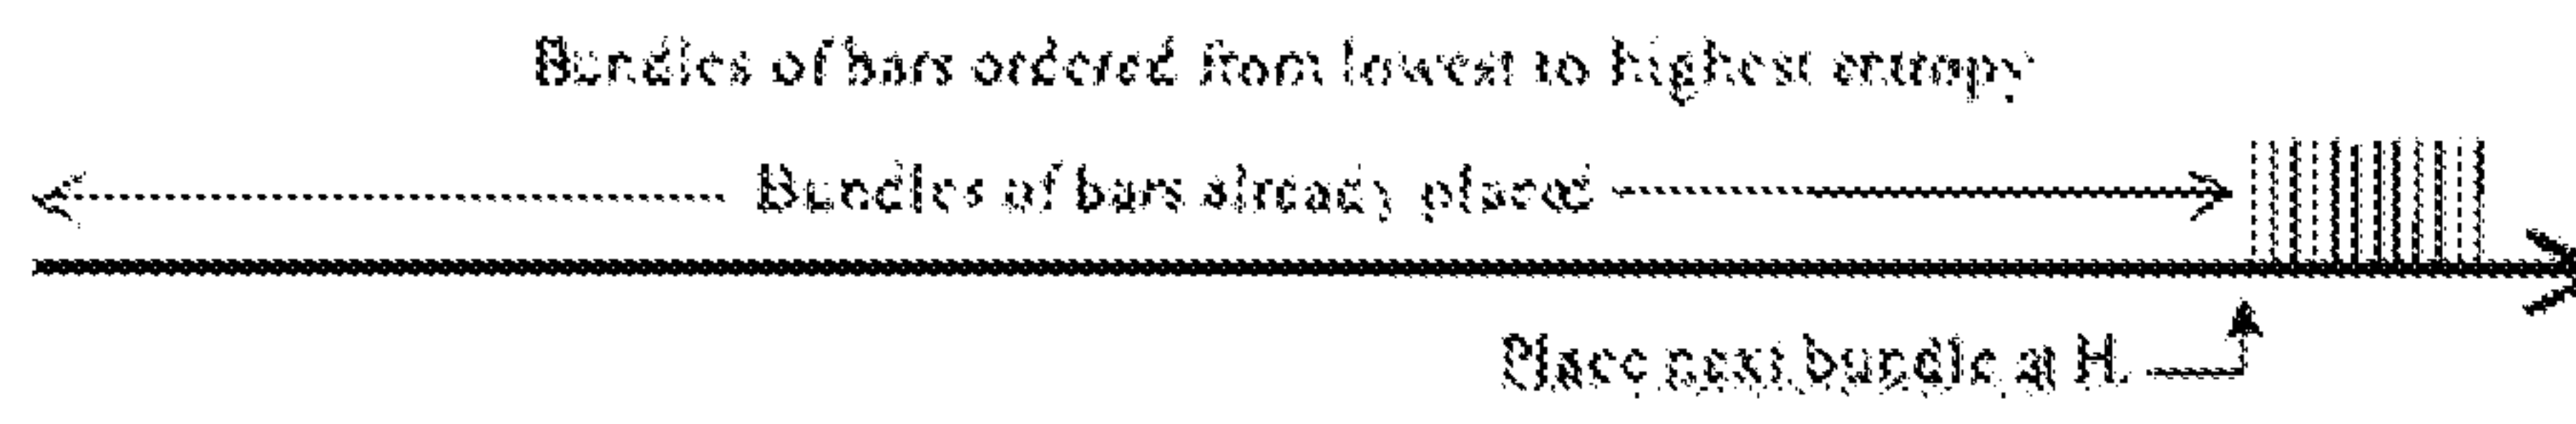 Bundles of bars ordered from lowest to highest entropy
Bundles of bars already placed
Place next bundle at H.